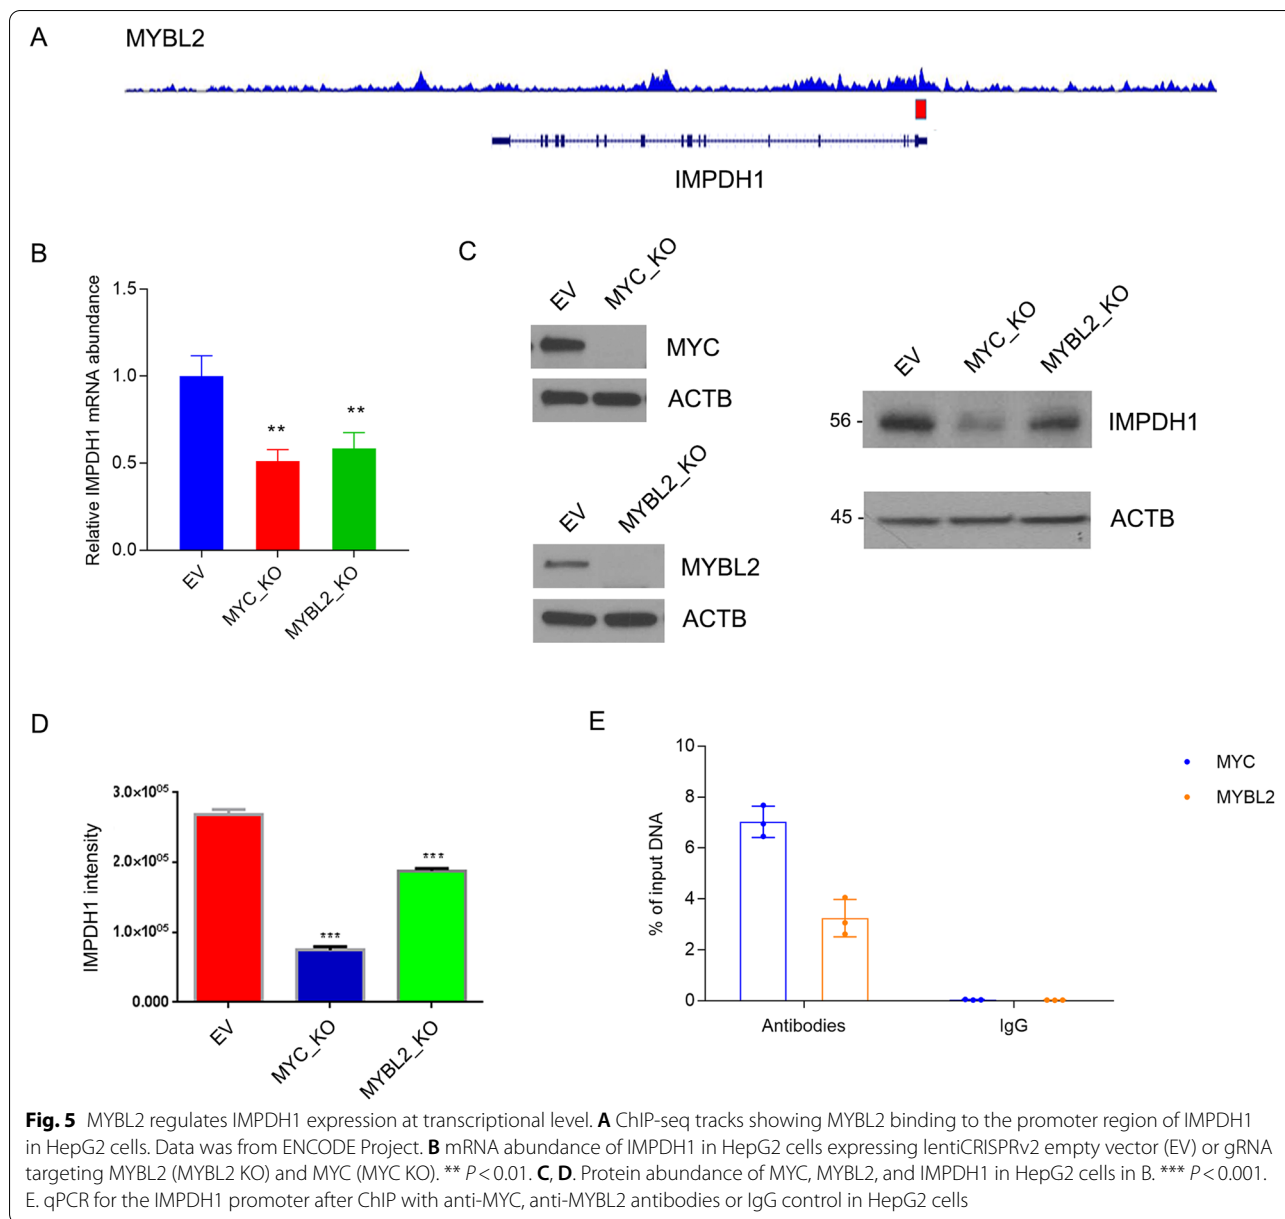 A
MYBL2
IMPDH1
B
Relative IMPDH1 mRNA abundance
1.5
1.0
0.5
0.0
**
**
EV
MYC_KO
MYBL2_KO
C
EV
MYC_KO
MYC
ACTB
EV
MYBL2_KO
MYBL2
ACTB
EV
MYC_KO
MYBL2_KO
56
IMPDH1
45
ACTB
D
IMPDH1 intensity
3.0×10⁰⁵
2.0×10⁰⁵
1.0×10⁰⁵
0.000
***
***
EV
MYC_KO
MYBL2_KO
E
% of input DNA
10
8
6
4
2
0
Antibodies
IgG
MYC
MYBL2
Fig. 5 MYBL2 regulates IMPDH1 expression at transcriptional level. A ChIP-seq tracks showing MYBL2 binding to the promoter region of IMPDH1
in HepG2 cells. Data was from ENCODE Project. B mRNA abundance of IMPDH1 in HepG2 cells expressing lentiCRISPRv2 empty vector (EV) or gRNA
targeting MYBL2 (MYBL2 KO) and MYC (MYC KO). ** P < 0.01. C, D. Protein abundance of MYC, MYBL2, and IMPDH1 in HepG2 cells in B. *** P < 0.001.
E. qPCR for the IMPDH1 promoter after ChIP with anti-MYC, anti-MYBL2 antibodies or IgG control in HepG2 cells